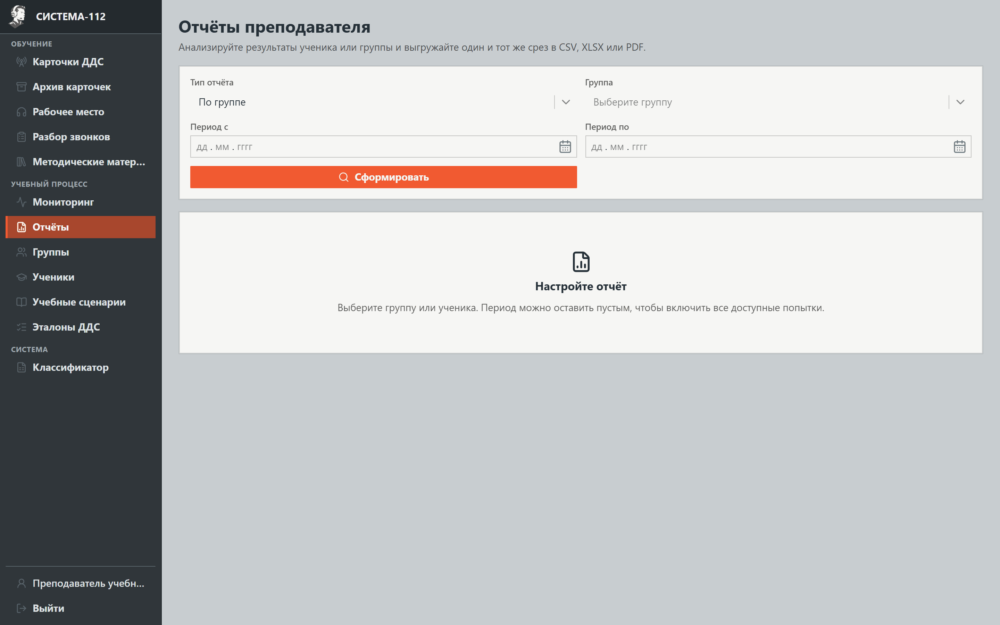 СИСТЕМА-112
ОБУЧЕНИЕ
Карточки ДДС
Архив карточек
Рабочее место
Разбор звонков
Методические матер...
УЧЕБНЫЙ ПРОЦЕСС
Мониторинг
Отчёты
Группы
Ученики
Учебные сценарии
Эталоны ДДС
СИСТЕМА
Классификатор
Преподаватель учебн...
Выйти
Отчёты преподавателя
Анализируйте результаты ученика или группы и выгружайте один и тот же срез в CSV, XLSX или PDF.
Тип отчёта
По группе
Группа
Выберите группу
Период с
дд . мм . гггг
Период по
дд . мм . гггг
Сформировать
Настройте отчёт
Выберите группу или ученика. Период можно оставить пустым, чтобы включить все доступные попытки.